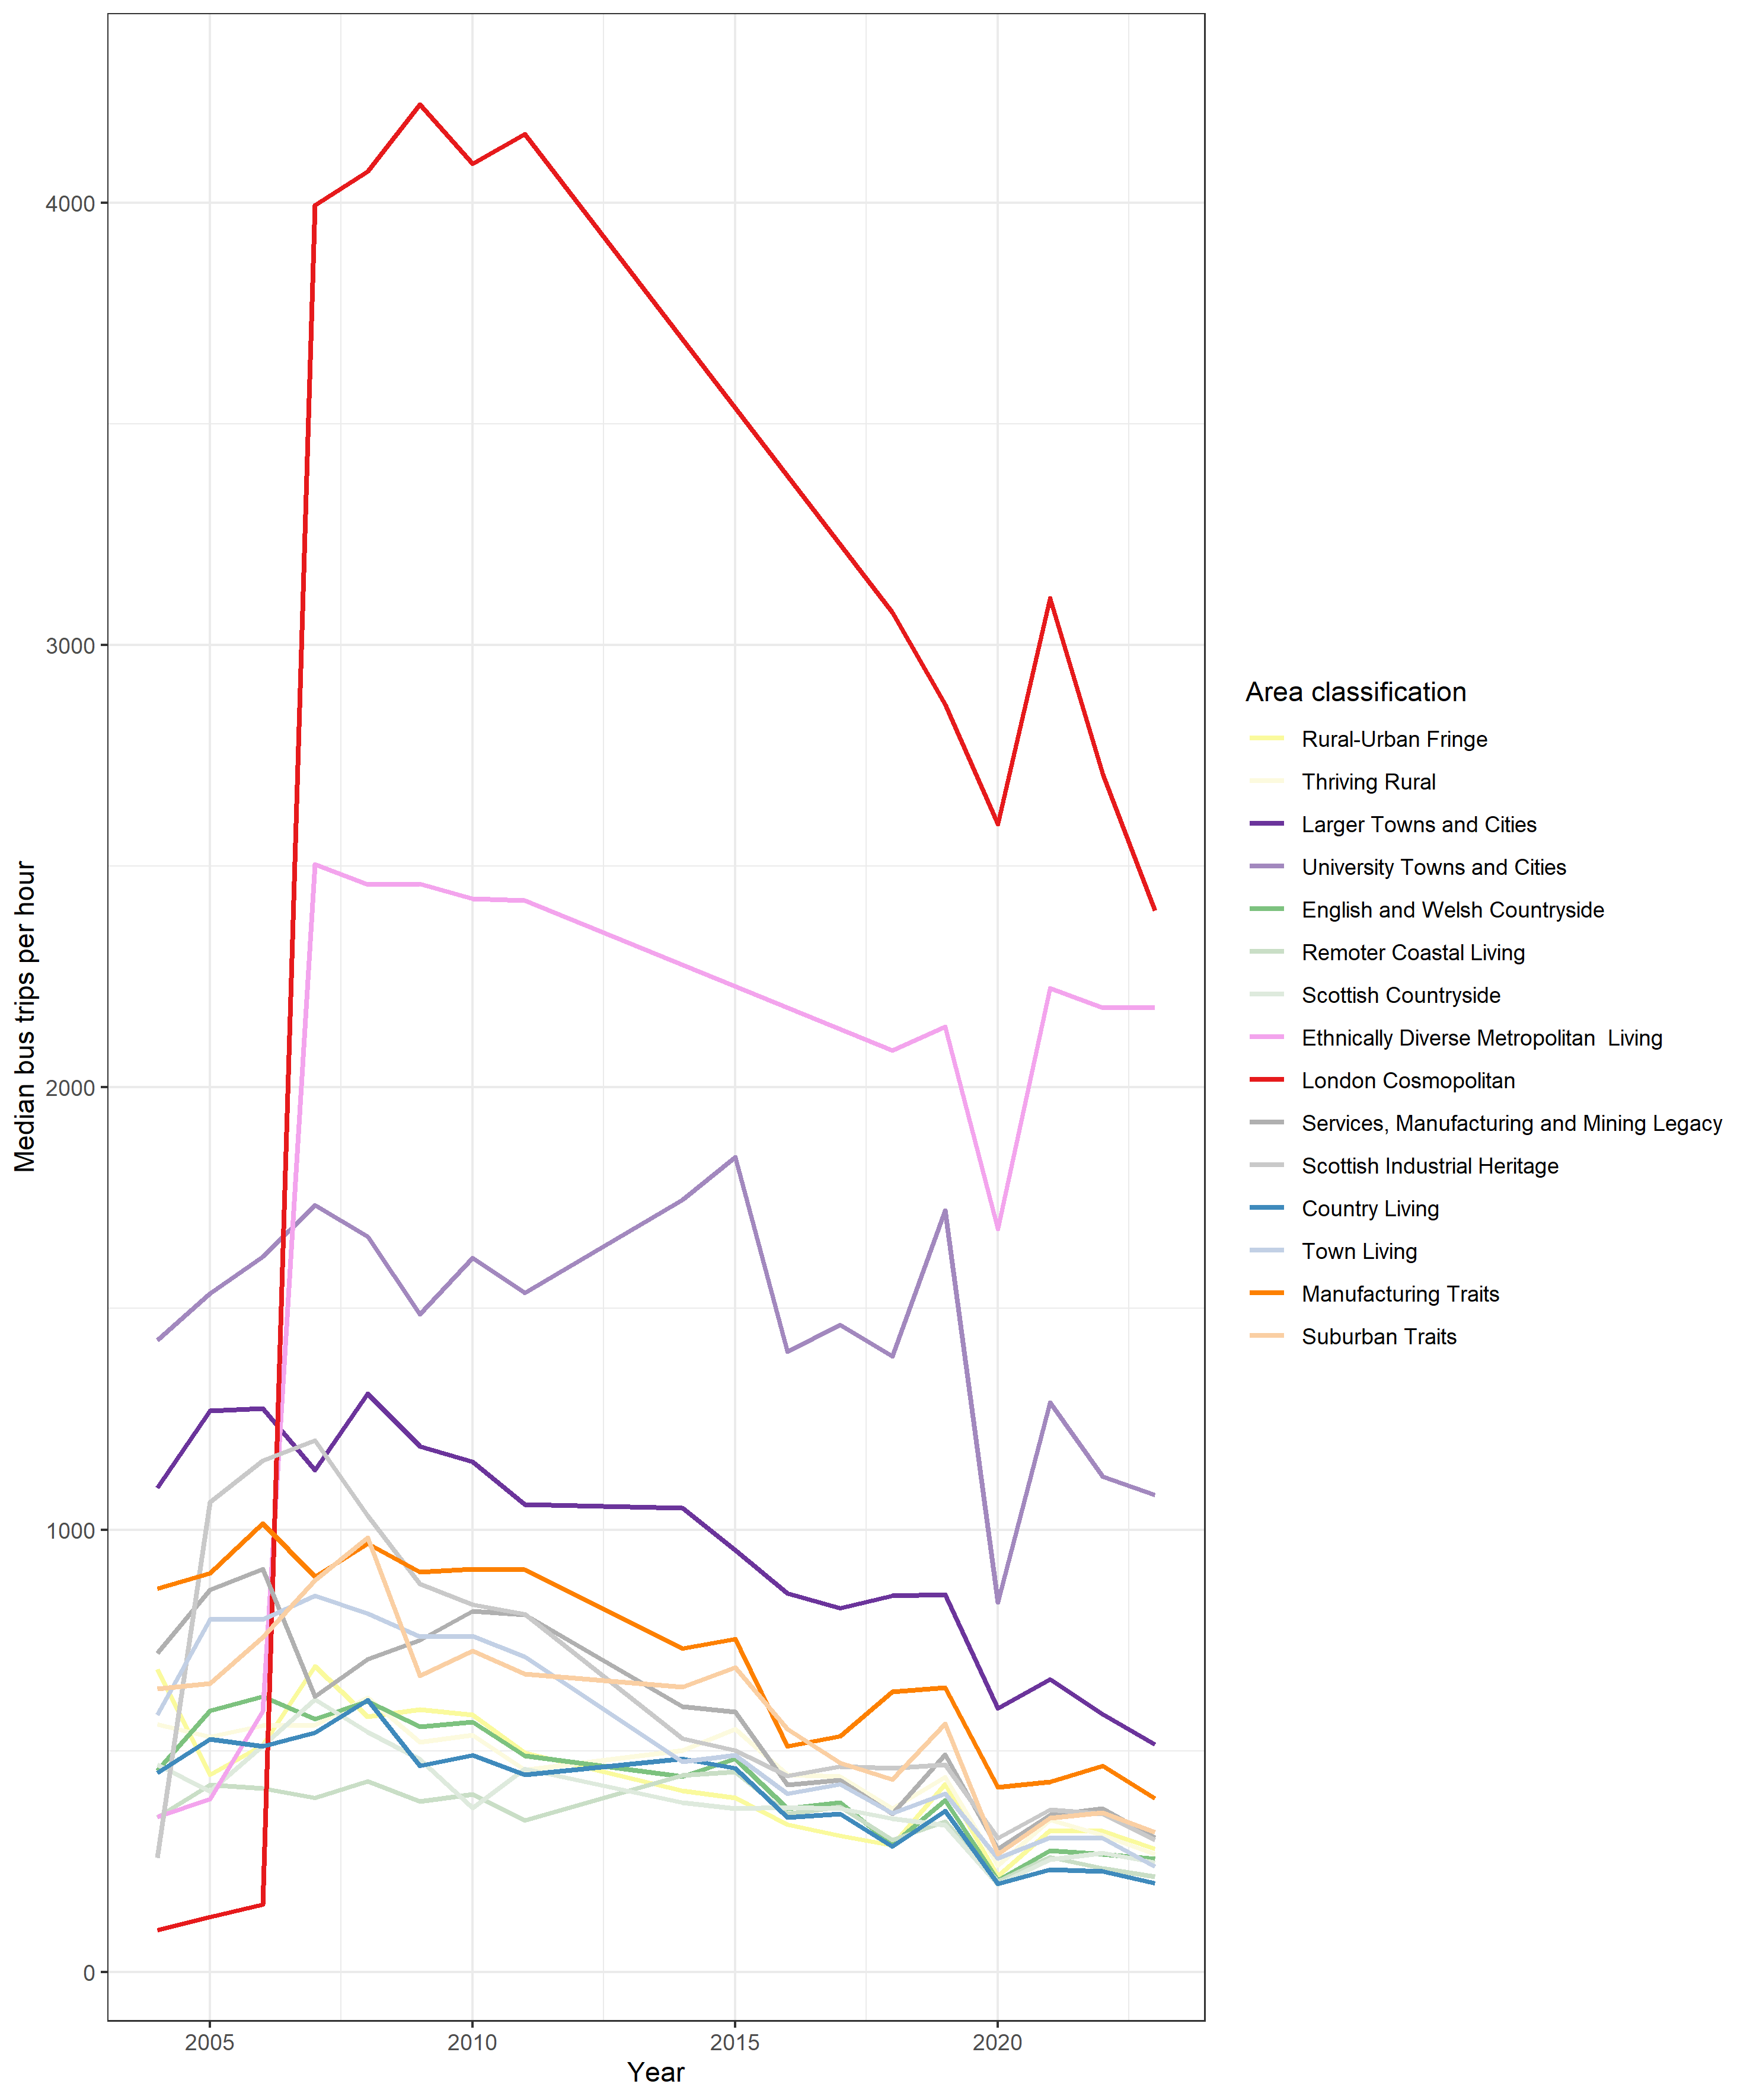 4000
3000
2000
1000
0
Median bus trips per hour
2005
2010
2015
2020
Year
Area classification
Rural-Urban Fringe
Thriving Rural
Larger Towns and Cities
University Towns and Cities
English and Welsh Countryside
Remoter Coastal Living
Scottish Countryside
Ethnically Diverse Metropolitan  Living
London Cosmopolitan
Services, Manufacturing and Mining Legacy
Scottish Industrial Heritage
Country Living
Town Living
Manufacturing Traits
Suburban Traits